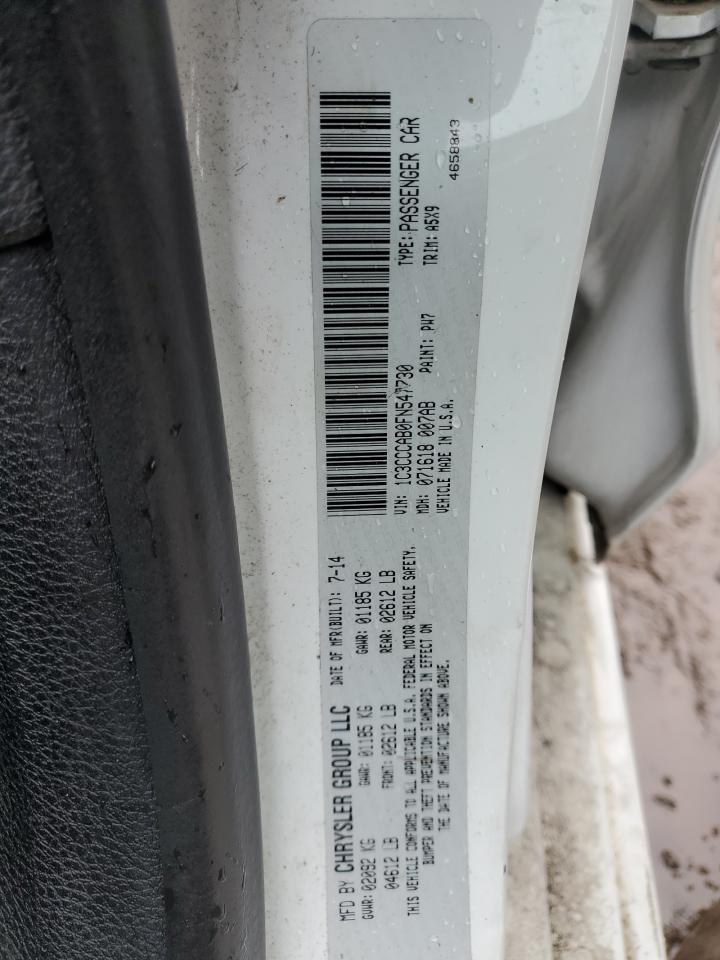 MFD BY CHRYSLER GROUP LLC DATE OF MFR(BUILT): 7-14
GVWR: 02092 KG GAWR: 01185 KG GAWR: 01185 KG
04612 LB FRONT: 02612 LB REAR: 02612 LB
THIS VEHICLE CONFORMS TO ALL APPLICABLE U.S.A. FEDERAL MOTOR VEHICLE SAFETY,
BUMPER AND THEFT PREVENTION STANDARDS IN EFFECT ON
THE DATE OF MANUFACTURE SHOWN ABOVE.
VIN: 1C3CCCAB0FN547730 TYPE: PASSENGER CAR
MDH: 071618 007AB PAINT: PW7 TRIM: A5X9
VEHICLE MADE IN U.S.A.
4658843